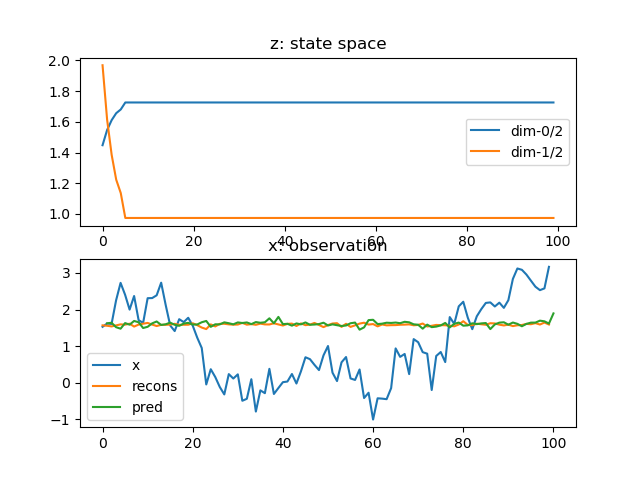 z: state space
2.0
1.8
1.6
1.4
1.2
1.0
dim-0/2
dim-1/2
0 20 40 60 80 100
x: observation
3
2
1
0
−1
x
recons
pred
0 20 40 60 80 100